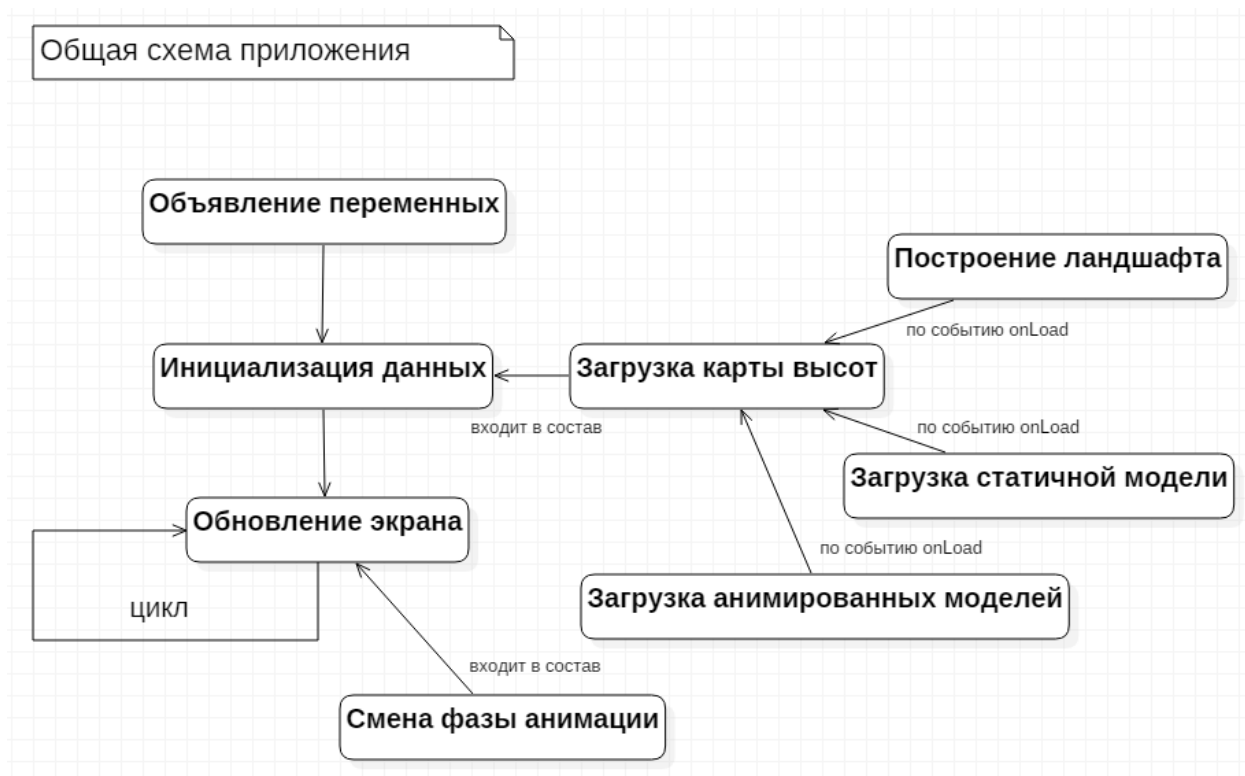 Общая схема приложения
Объявление переменных
Построение ландшафта
по событию onLoad
Инициализация данных
Загрузка карты высот
входит в состав
по событию onLoad
Загрузка статичной модели
Обновление экрана
по событию onLoad
Загрузка анимированных моделей
цикл
входит в состав
Смена фазы анимации